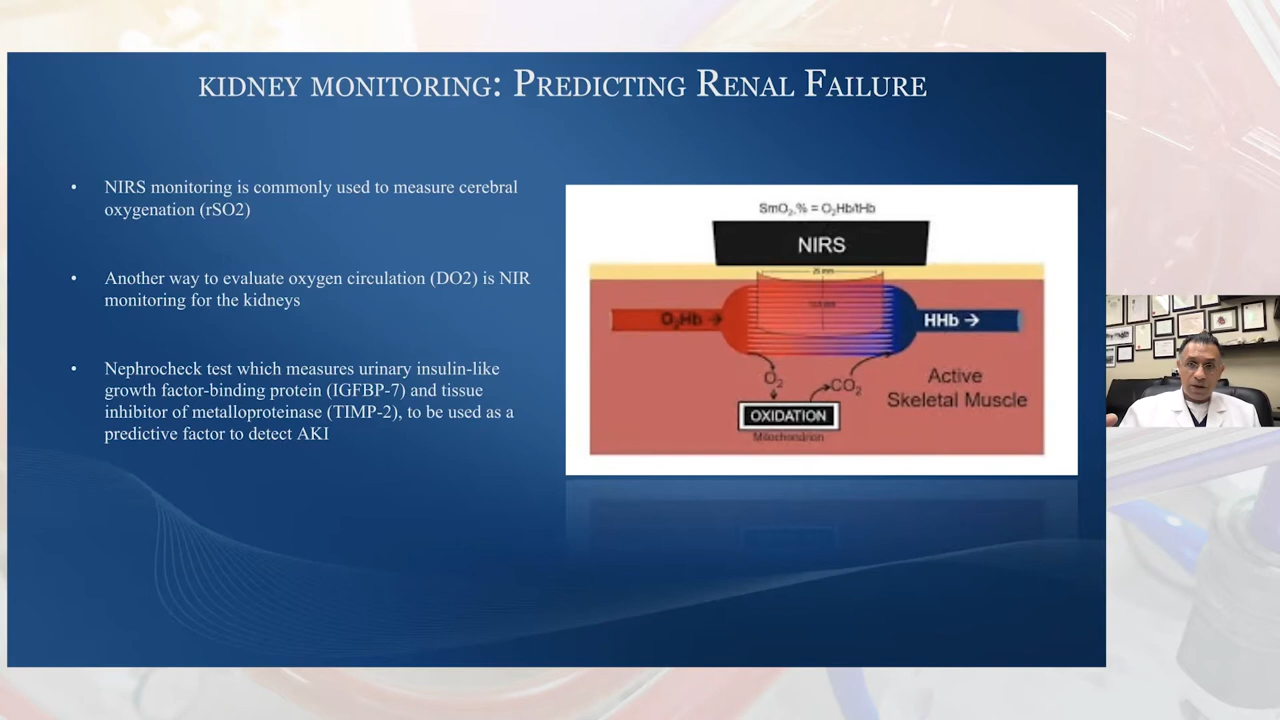 KIDNEY MONITORING: PREDICTING RENAL FAILURE
• NIRS monitoring is commonly used to measure cerebral
oxygenation (rSO2)
• Another way to evaluate oxygen circulation (DO2) is NIR
monitoring for the kidneys
• Nephrocheck test which measures urinary insulin-like
growth factor-binding protein (IGFBP-7) and tissue
inhibitor of metalloproteinase (TIMP-2), to be used as a
predictive factor to detect AKI
SmO₂,% = O₂Hb/tHb
NIRS
O₂Hb →
HHb →
O₂
CO₂
OXIDATION
Mitochondrion
Active
Skeletal Muscle